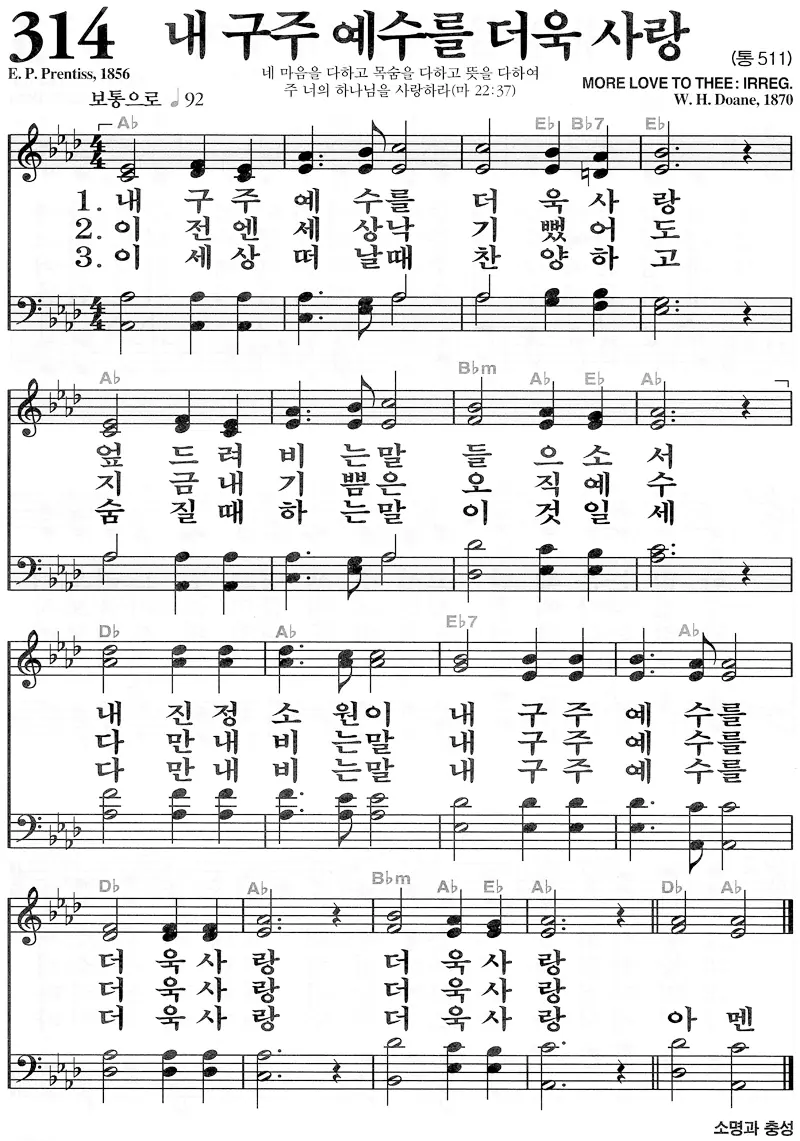 314 내 구주 예수를 더욱 사랑 (통 511)
E. P. Prentiss, 1856
네 마음을 다하고 목숨을 다하고 뜻을 다하여
주 너의 하나님을 사랑하라(마 22:37)
MORE LOVE TO THEE: IRREG.
W. H. Doane, 1870
보통으로 ♩92
A♭ E♭ B♭7 E♭
4/4
1. 내 구 주 예 수를 더 욱 사 랑
2. 이 전 엔 세 상낙 기 뻤 어 도
3. 이 세 상 떠 날때 찬 양 하 고
4/4
A♭ B♭m A♭ E♭ A♭
엎 드 려 비 는말 들 으 소 서
지 금 내 기 쁨은 오 직 예 수
숨 질 때 하 는말 이 것 일 세
D♭ A♭ E♭7 A♭
내 진 정 소 원이 내 구 주 예 수를
다 만 내 비 는말 내 구 주 예 수를
다 만 내 비 는말 내 구 주 예 수를
D♭ A♭ B♭m A♭ E♭ A♭ D♭ A♭
더 욱 사 랑 더 욱 사 랑
더 욱 사 랑 더 욱 사 랑
더 욱 사 랑 더 욱 사 랑 아 멘
소명과 충성